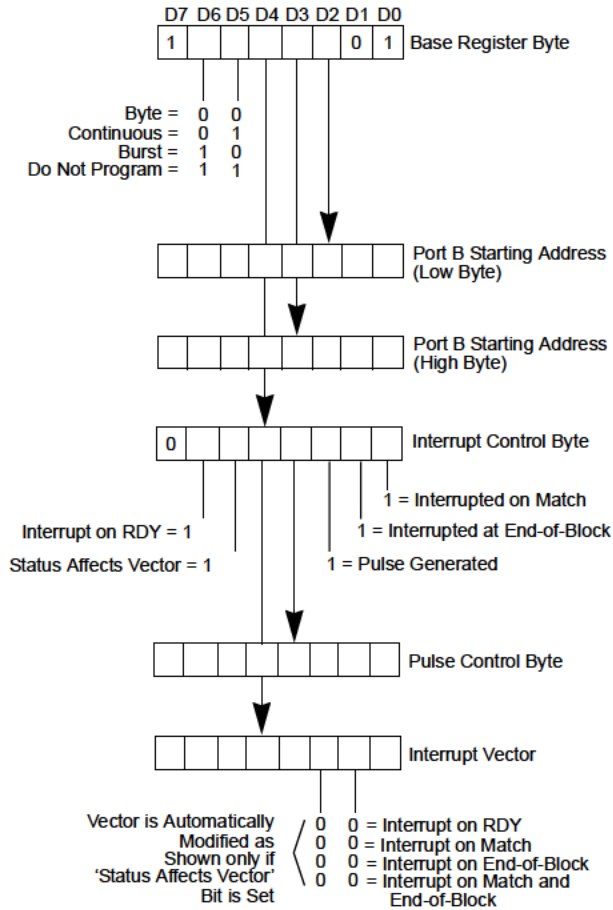 D7 D6 D5 D4 D3 D2 D1 D0
1 0 1 Base Register Byte
Byte = 0 0
Continuous = 0 1
Burst = 1 0
Do Not Program = 1 1
Port B Starting Address
(Low Byte)
Port B Starting Address
(High Byte)
0 Interrupt Control Byte
1 = Interrupted on Match
Interrupt on RDY = 1
1 = Interrupted at End-of-Block
Status Affects Vector = 1
1 = Pulse Generated
Pulse Control Byte
Interrupt Vector
Vector is Automatically
Modified as
Shown only if
'Status Affects Vector'
Bit is Set
0 0 = Interrupt on RDY
0 0 = Interrupt on Match
0 0 = Interrupt on End-of-Block
0 0 = Interrupt on Match and
End-of-Block